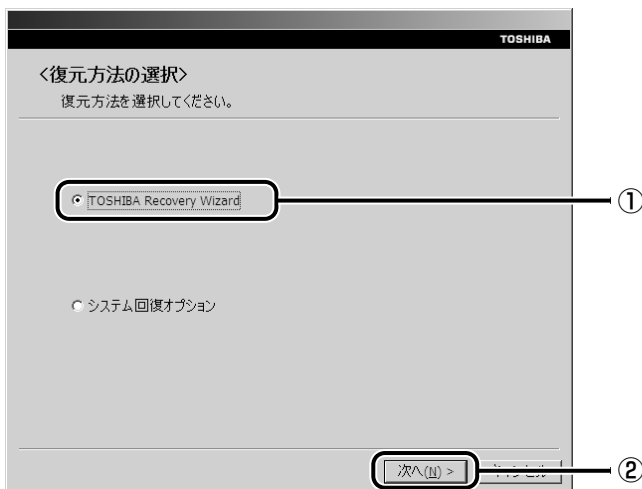 TOSHIBA
<復元方法の選択>
復元方法を選択してください。
TOSHIBA Recovery Wizard
①
システム回復オプション
次へ(N) >
②